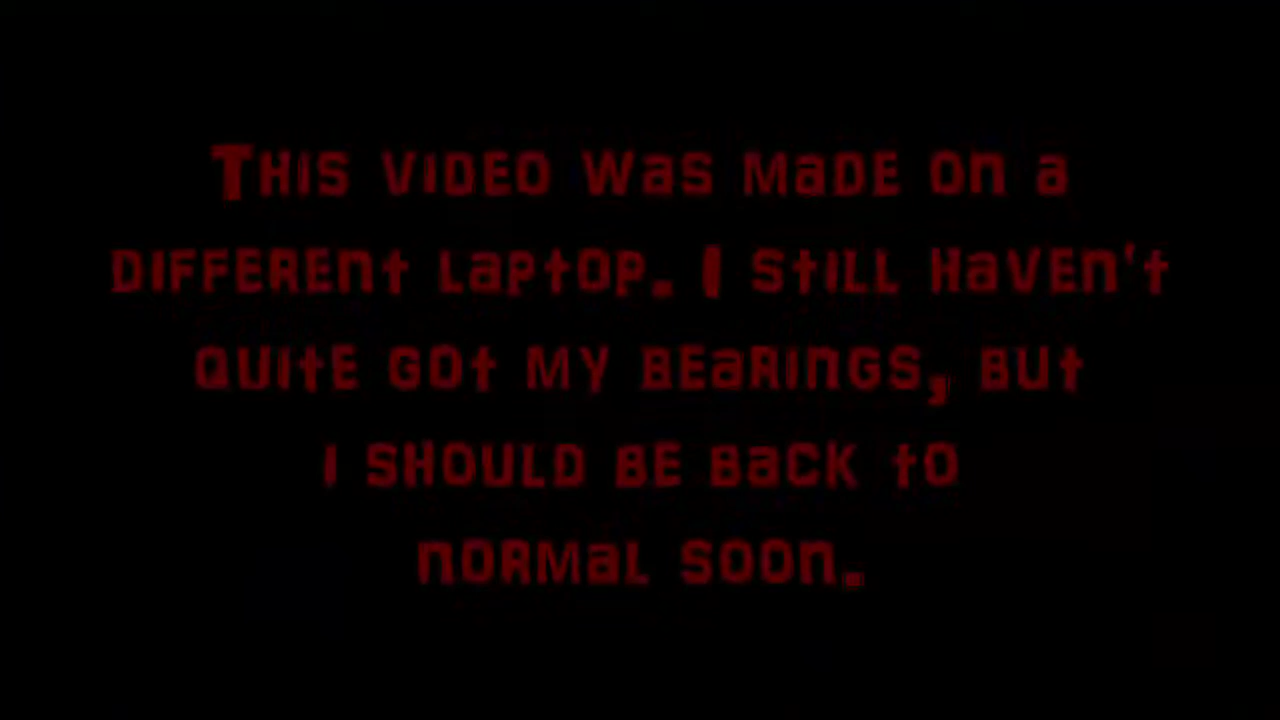 This video was made on a
different laptop. I still haven't
quite got my bearings, but
i should be back to
normal soon.